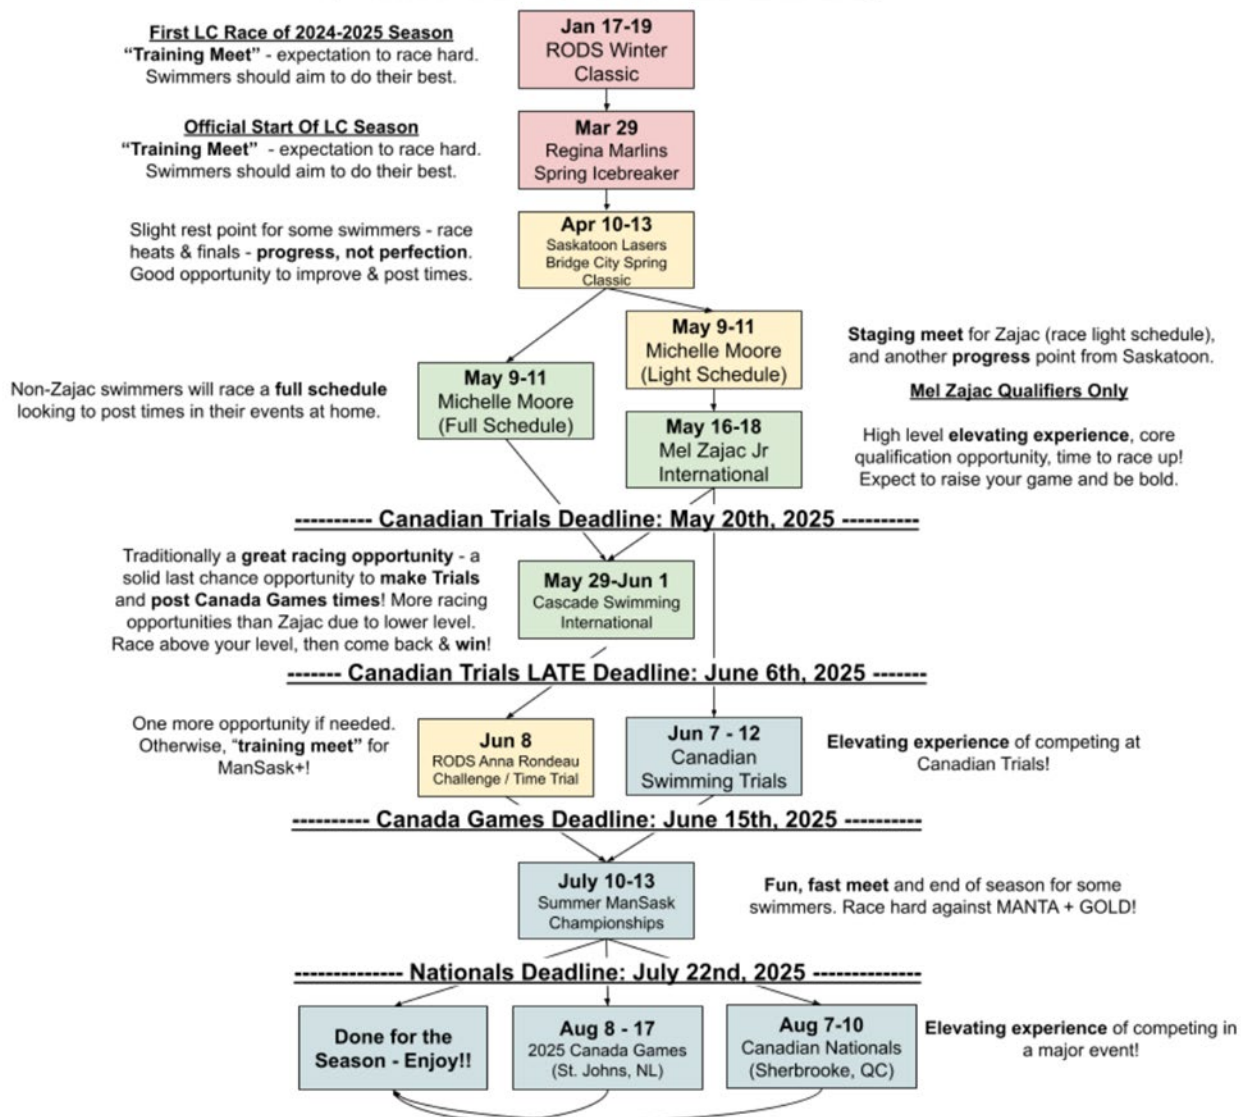 First LC Race of 2024-2025 Season
“Training Meet” - expectation to race hard.
Swimmers should aim to do their best.
Jan 17-19
RODS Winter
Classic
Official Start Of LC Season
“Training Meet” - expectation to race hard.
Swimmers should aim to do their best.
Mar 29
Regina Marlins
Spring Icebreaker
Slight rest point for some swimmers - race
heats & finals - progress, not perfection.
Good opportunity to improve & post times.
Apr 10-13
Saskatoon Lasers
Bridge City Spring
Classic
Non-Zajac swimmers will race a full schedule
looking to post times in their events at home.
May 9-11
Michelle Moore
(Full Schedule)
May 9-11
Michelle Moore
(Light Schedule)
Staging meet for Zajac (race light schedule),
and another progress point from Saskatoon.
Mel Zajac Qualifiers Only
May 16-18
Mel Zajac Jr
International
High level elevating experience, core
qualification opportunity, time to race up!
Expect to raise your game and be bold.
---------- Canadian Trials Deadline: May 20th, 2025 ----------
Traditionally a great racing opportunity - a
solid last chance opportunity to make Trials
and post Canada Games times! More racing
opportunities than Zajac due to lower level.
Race above your level, then come back & win!
May 29-Jun 1
Cascade Swimming
International
------- Canadian Trials LATE Deadline: June 6th, 2025 -------
One more opportunity if needed.
Otherwise, “training meet” for
ManSask+!
Jun 8
RODS Anna Rondeau
Challenge / Time Trial
Jun 7 - 12
Canadian
Swimming Trials
Elevating experience of competing at
Canadian Trials!
---------- Canada Games Deadline: June 15th, 2025 ----------
July 10-13
Summer ManSask
Championships
Fun, fast meet and end of season for some
swimmers. Race hard against MANTA + GOLD!
-------------- Nationals Deadline: July 22nd, 2025 --------------
Done for the
Season - Enjoy!!
Aug 8 - 17
2025 Canada Games
(St. Johns, NL)
Aug 7-10
Canadian Nationals
(Sherbrooke, QC)
Elevating experience of competing in
a major event!